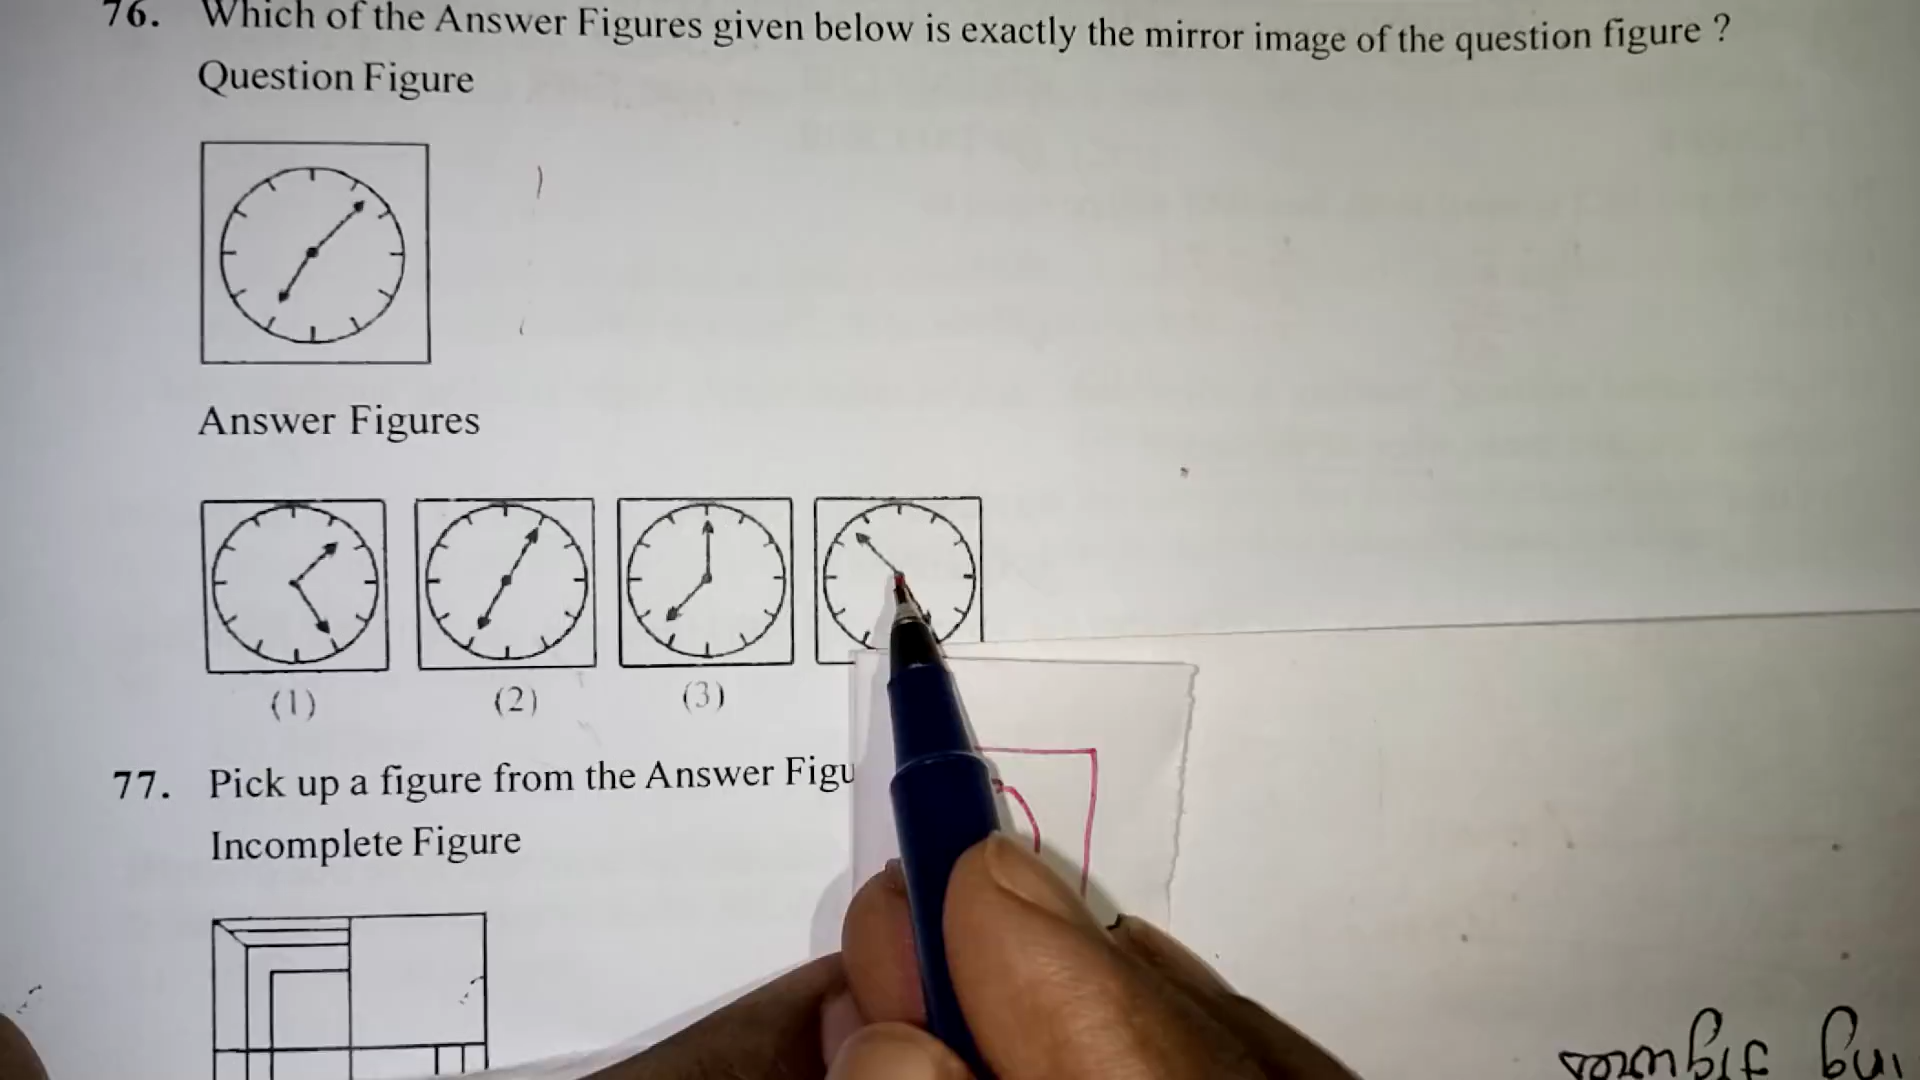 76. Which of the Answer Figures given below is exactly the mirror image of the question figure ?
Question Figure
Answer Figures
(1) (2) (3)
77. Pick up a figure from the Answer Figu
Incomplete Figure